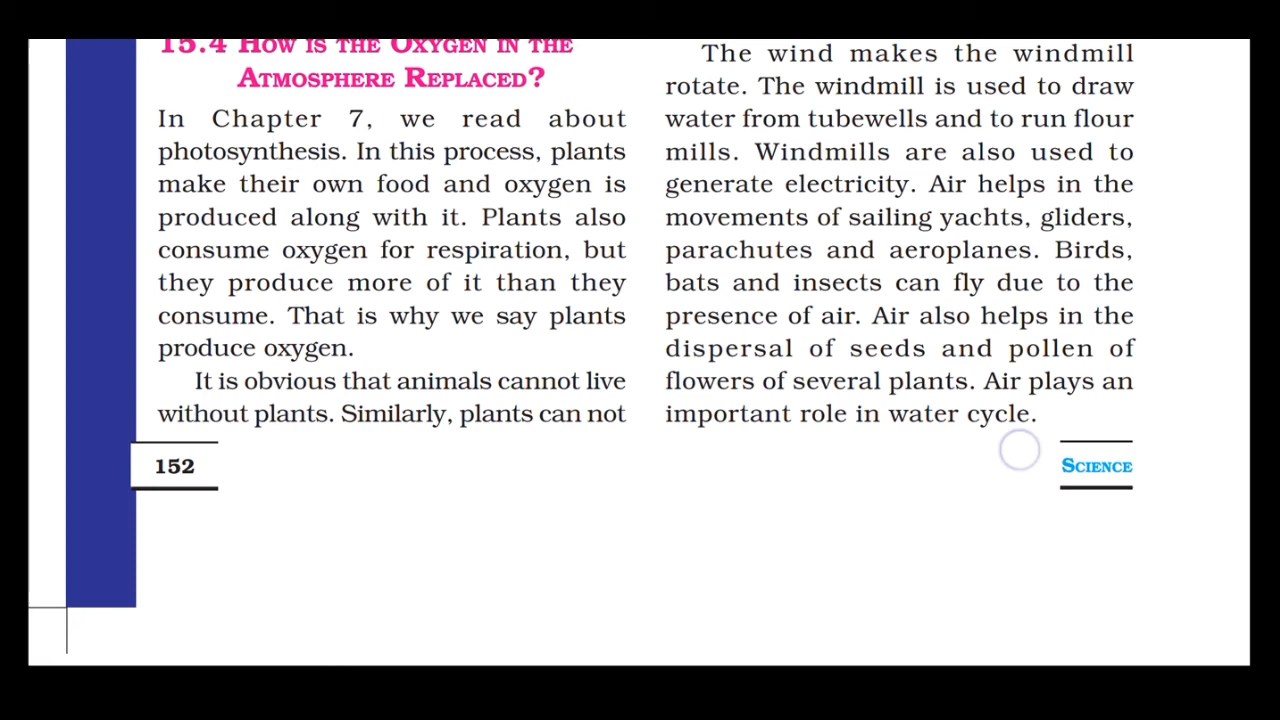 15.4 HOW IS THE OXYGEN IN THE
ATMOSPHERE REPLACED?
In Chapter 7, we read about
photosynthesis. In this process, plants
make their own food and oxygen is
produced along with it. Plants also
consume oxygen for respiration, but
they produce more of it than they
consume. That is why we say plants
produce oxygen.
It is obvious that animals cannot live
without plants. Similarly, plants can not
152
The wind makes the windmill
rotate. The windmill is used to draw
water from tubewells and to run flour
mills. Windmills are also used to
generate electricity. Air helps in the
movements of sailing yachts, gliders,
parachutes and aeroplanes. Birds,
bats and insects can fly due to the
presence of air. Air also helps in the
dispersal of seeds and pollen of
flowers of several plants. Air plays an
important role in water cycle.
SCIENCE